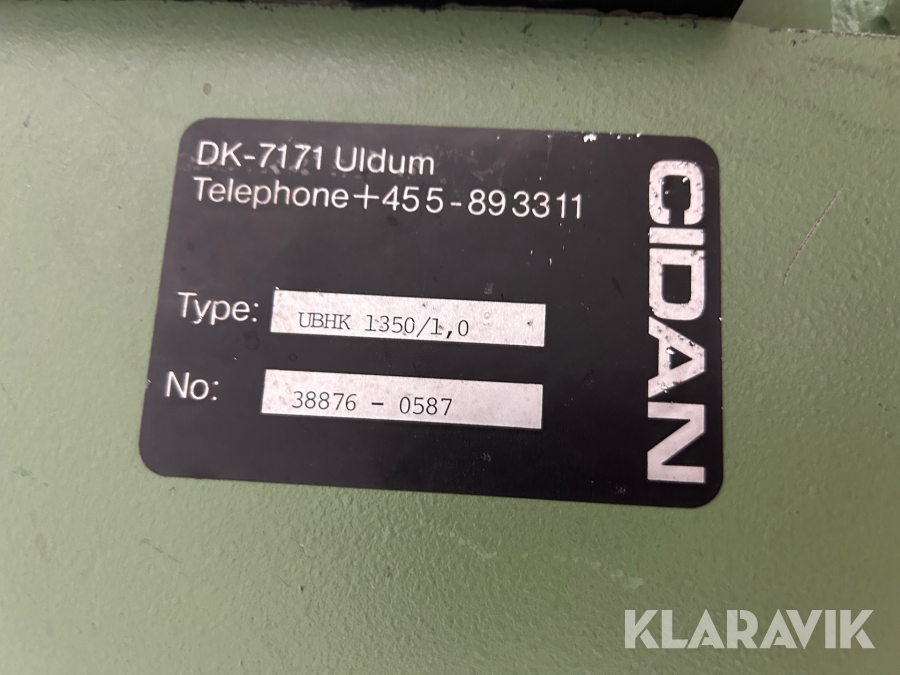 DK-7171 Uldum
Telephone+455-893311
CIDAN
Type: UBHK 1350/1,0
No: 38876 - 0587
KLARAVIK